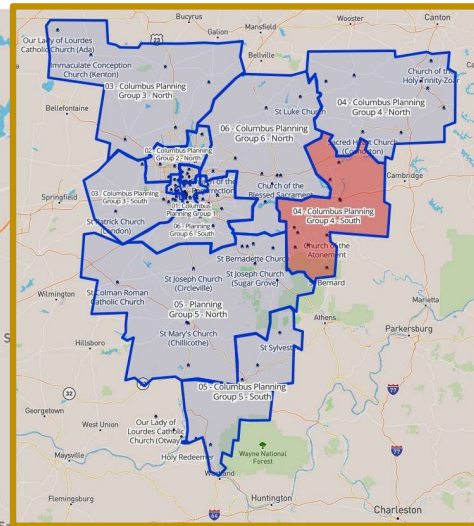 Bucyrus
Wooster
Canton
Mansfield
Galion
Our Lady of Lourdes
Catholic Church (Ada)
23
Bellville
Immaculate Conception
Church (Kenton)
Church of the
Holy Trinity-Zoar
03 - Columbus Planning
Group 3 - North
04 - Columbus Planning
Group 4 - North
Bellefontaine
St Luke Church
06 - Columbus Planning
Group 6 - North
02 - Columbus Planning
Group 2 - North
Sacred Heart Church
Cambridge
Springfield
03 - Columbus Planning
Group 3 - South
Church of the
Blessed Sacrament
St Patrick Church
(London)
01 - Columbus
Planning Group
04 - Columbus Planning
Group 4 - South
06 - Planning
Group 6 - South
Church of the
Atonement
St Bernadette Church
St Joseph Church
(Circleville)
St Joseph Church
(Sugar Grove)
St Bernard
Wilmington
St Colman Roman
Catholic Church
05 - Planning
Group 5 - North
Marietta
Athens
Parkersburg
Hillsboro
St Mary's Church
(Chillicothe)
St Sylvest
77
32
05 - Columbus Planning
Group 5 - South
Georgetown
West Union
Our Lady of
Lourdes Catholic
Church (Otway)
Holy Redeemer
Wayne National
Forest
77
Maysville
Flemingsburg
Huntington
64
Charleston